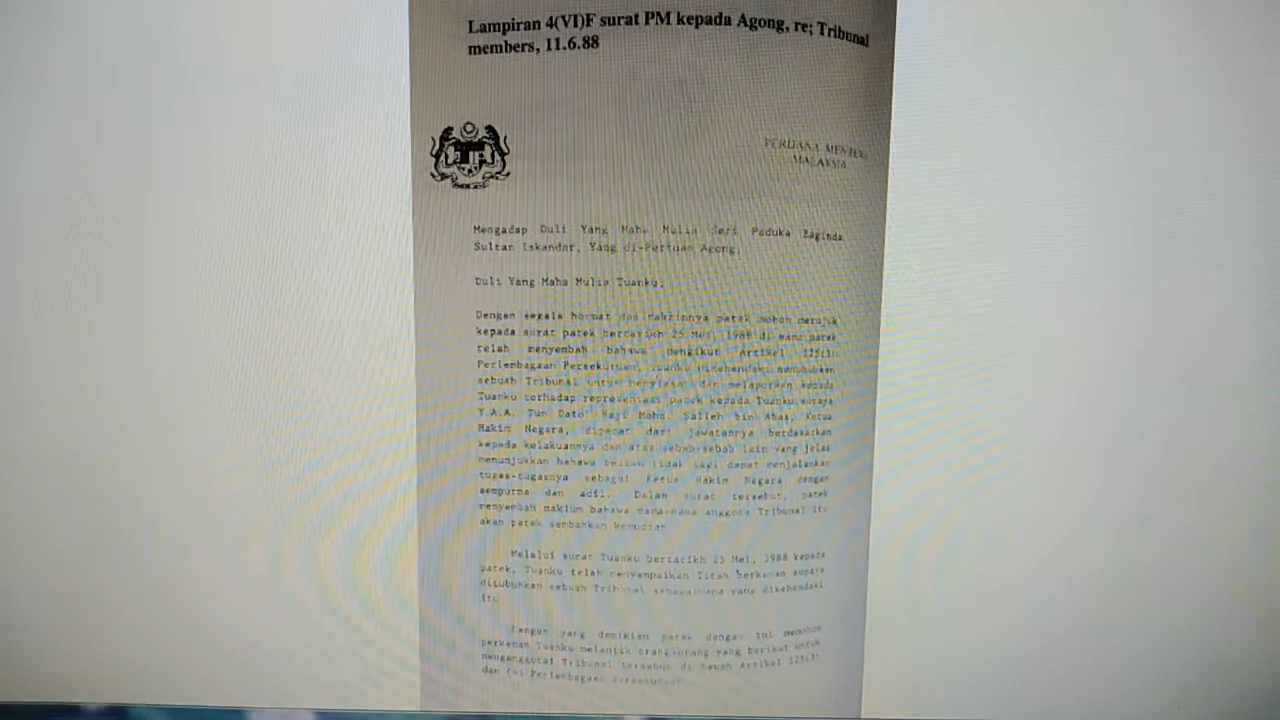 Lampiran 4(VI)F surat PM kepada Agong, re; Tribunal
members, 11.6.88
PERDANA MENTERI
MALAYSIA
Mengadap Duli Yang Maha Mulia Seri Paduka Baginda
Sultan Iskandar, Yang di-Pertuan Agong.
Duli Yang Maha Mulia Tuanku,
Dengan segala hormat dan takzimnya patek mohon merujuk
kepada surat patek bertarikh 25 Mei, 1988 di mana patek
telah menyembah bahawa mengikut Artikel 125(3)
Perlembagaan Persekutuan, Tuanku dikehendaki menubuhkan
sebuah Tribunal untuk menyiasat dan melaporkan kepada
Tuanku terhadap representasi patek kepada Tuanku supaya
Y.A.A. Tun Dato' Haji Mohd. Salleh bin Abas, Ketua
Hakim Negara, dipecat dari jawatannya berdasarkan
kepada kelakuannya dan atas sebab-sebab lain yang jelas
menunjukkan bahawa beliau tidak lagi dapat menjalankan
tugas-tugasnya sebagai Ketua Hakim Negara dengan
sempurna dan adil. Dalam surat tersebut, patek
menyembah maklum bahawa nama-nama anggota Tribunal itu
akan patek sembahkan kemudian
Melalui surat Tuanku bertarikh 25 Mei, 1988 kepada
patek, Tuanku telah menyampaikan Titah berkenan supaya
ditubuhkan sebuah Tribunal sebagaimana yang dikehendaki
itu
Dengan yang demikian patek dengan ini memohon
perkenan Tuanku melantik orang-orang yang berikut untuk
menganggotai Tribunal tersebut di bawah Artikel 125(3)
dan (4) Perlembagaan Persekutuan